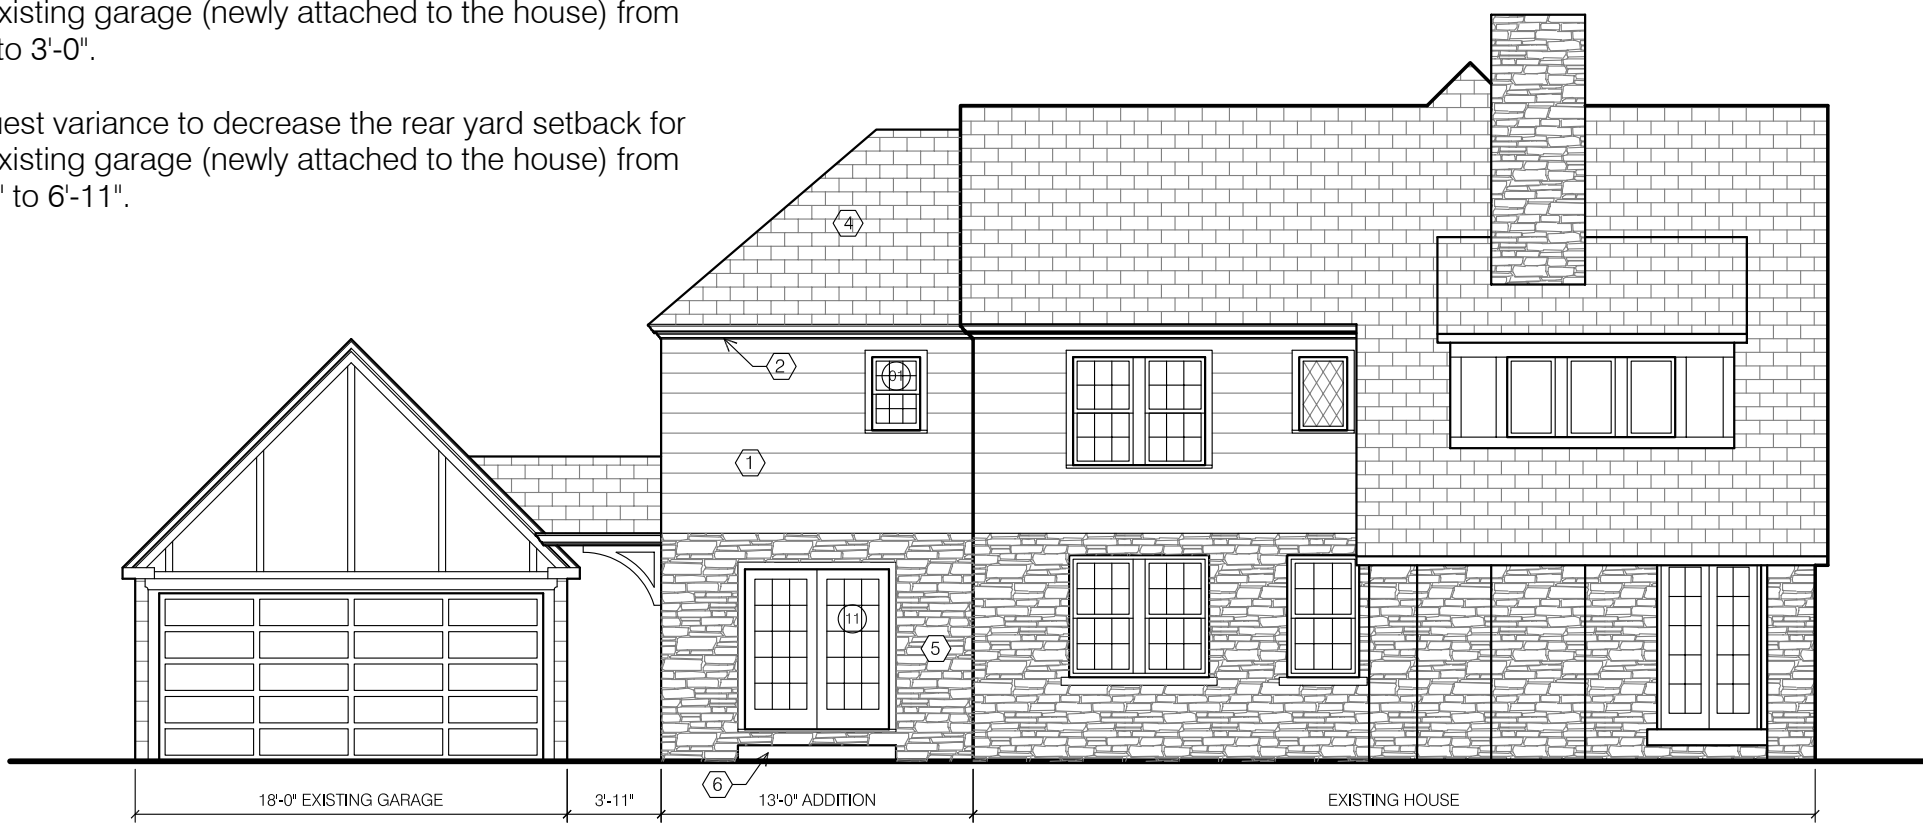 xisting garage (newly attached to the house) from
to 3'-0".
uest variance to decrease the rear yard setback for
xisting garage (newly attached to the house) from
" to 6'-11".
4
2
01
1
11
5
6
18'-0" EXISTING GARAGE
3'-11"
13'-0" ADDITION
EXISTING HOUSE